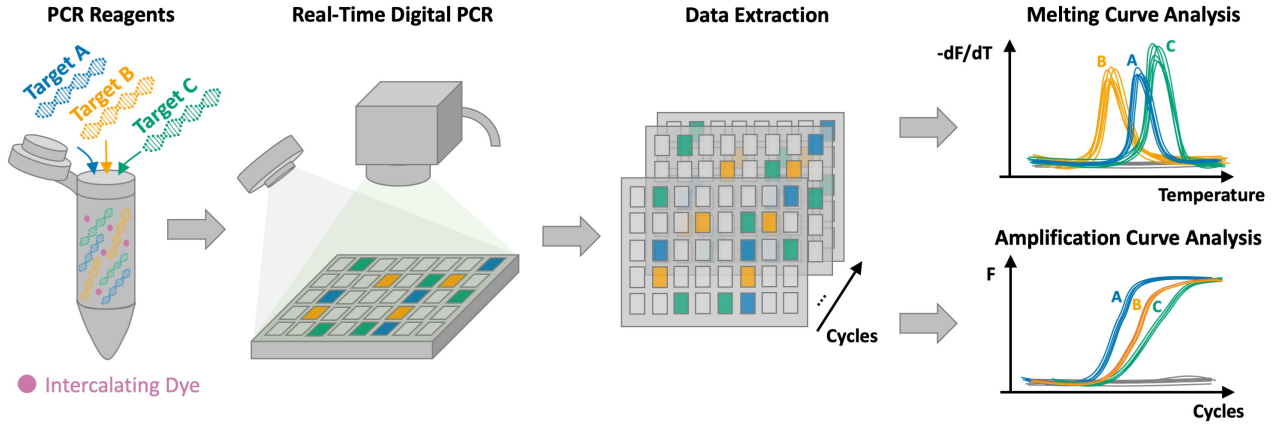 PCR Reagents
Target A
Target B
Target C
Intercalating Dye
Real-Time Digital PCR
Data Extraction
...
Cycles
Melting Curve Analysis
-dF/dT
B
A
C
Temperature
Amplification Curve Analysis
F
A
B
C
Cycles